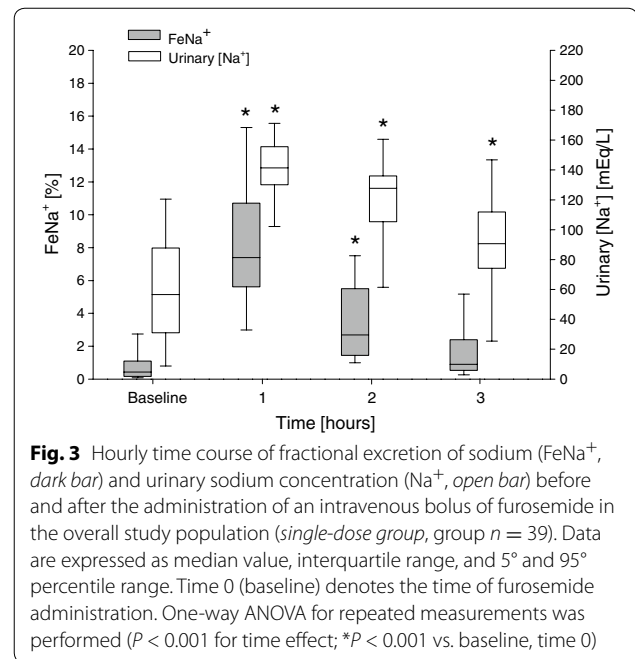 FeNa⁺
Urinary [Na⁺]
20
18
16
14
12
10
8
6
4
2
0
FeNa⁺ [%]
220
200
180
160
140
120
100
80
60
40
20
0
Urinary [Na⁺] [mEq/L]
* *
*
*
*
Baseline 1 2 3
Time [hours]
Fig. 3 Hourly time course of fractional excretion of sodium (FeNa⁺,
dark bar) and urinary sodium concentration (Na⁺, open bar) before
and after the administration of an intravenous bolus of furosemide in
the overall study population (single-dose group, group n = 39). Data
are expressed as median value, interquartile range, and 5° and 95°
percentile range. Time 0 (baseline) denotes the time of furosemide
administration. One-way ANOVA for repeated measurements was
performed (P < 0.001 for time effect; *P < 0.001 vs. baseline, time 0)